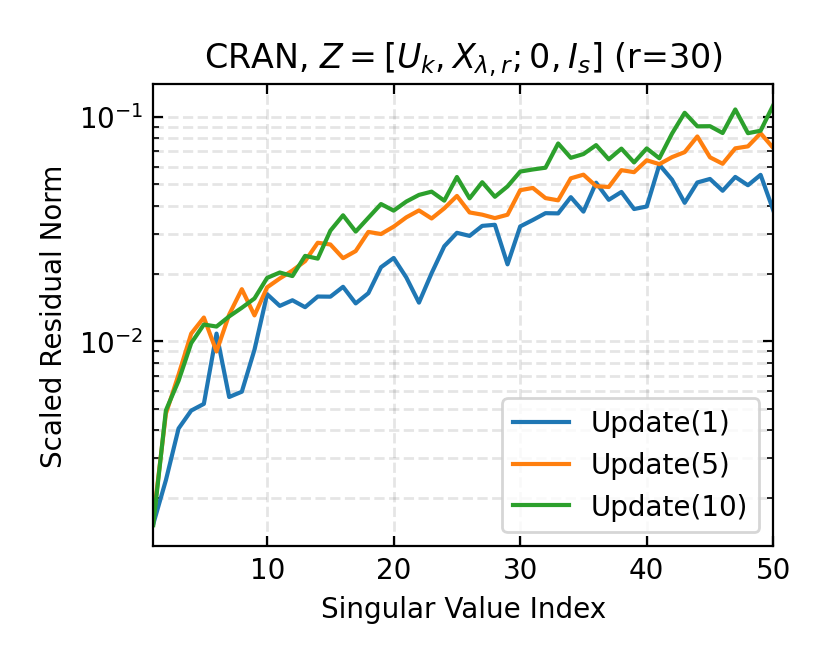 CRAN, $Z = [U_k, X_{\lambda,r}; 0, I_s]$ (r=30)
Scaled Residual Norm
$10^{-1}$
$10^{-2}$
Update(1)
Update(5)
Update(10)
10 20 30 40 50
Singular Value Index